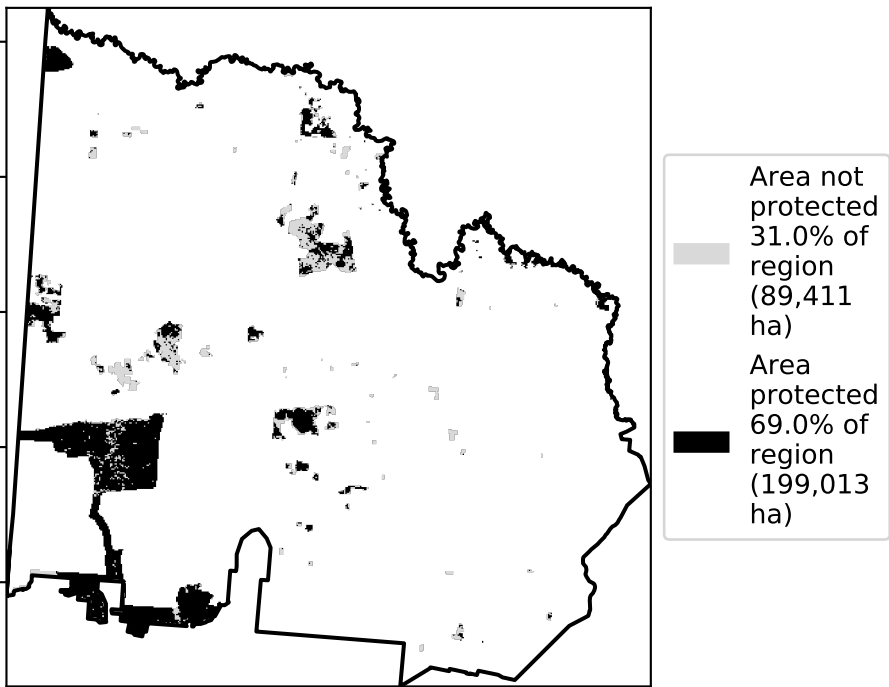 Area not
protected
31.0% of
region
(89,411
ha)
Area
protected
69.0% of
region
(199,013
ha)